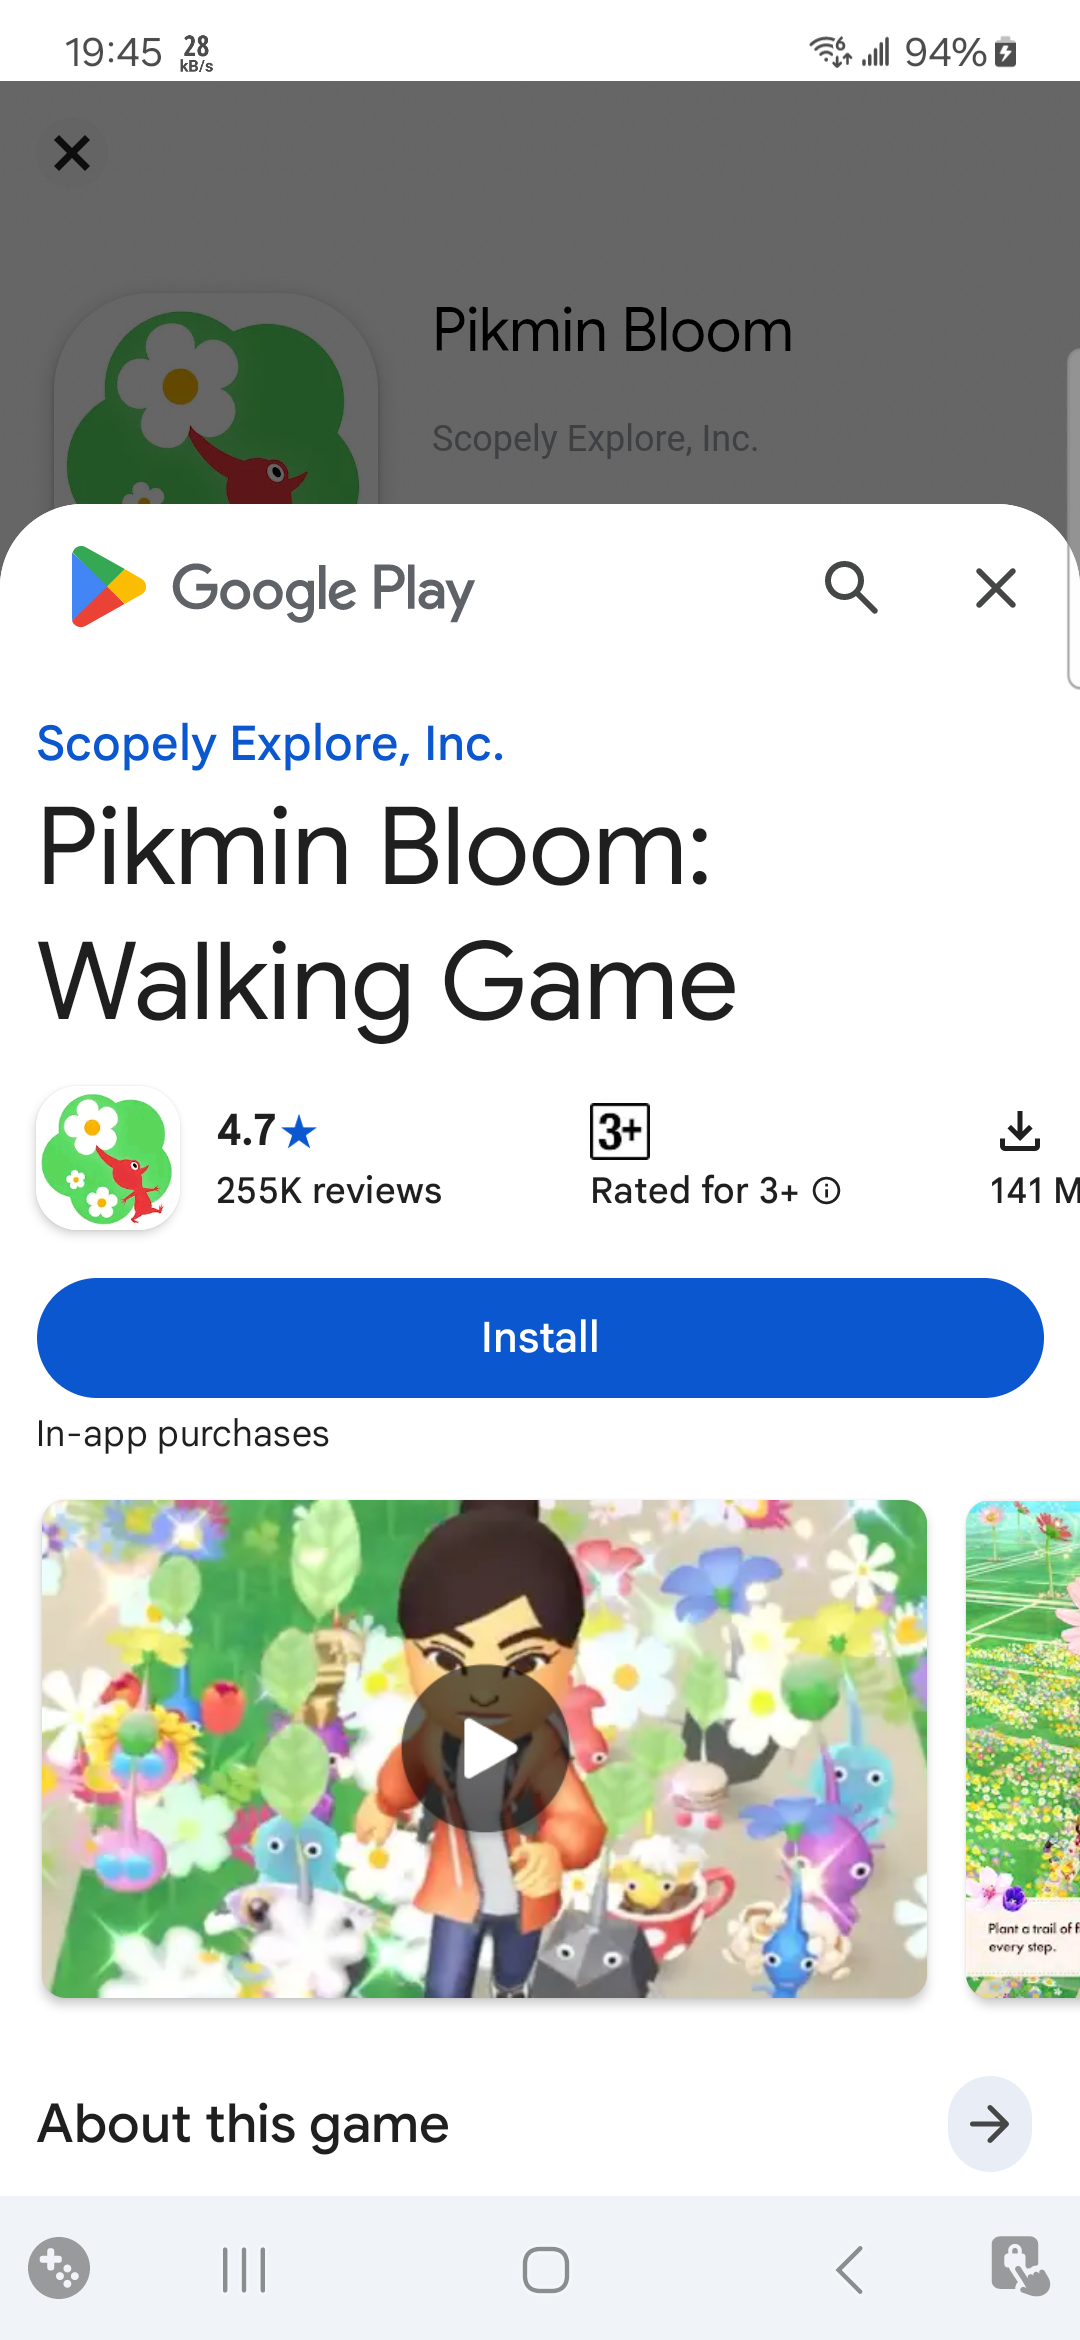 19:45 28 kB/s 6 94%
Pikmin Bloom
Scopely Explore, Inc.
Google Play
Scopely Explore, Inc.
Pikmin Bloom:
Walking Game
4.7★ 3+
255K reviews Rated for 3+ 141 M
Install
In-app purchases
Plant a trail of f
every step.
About this game